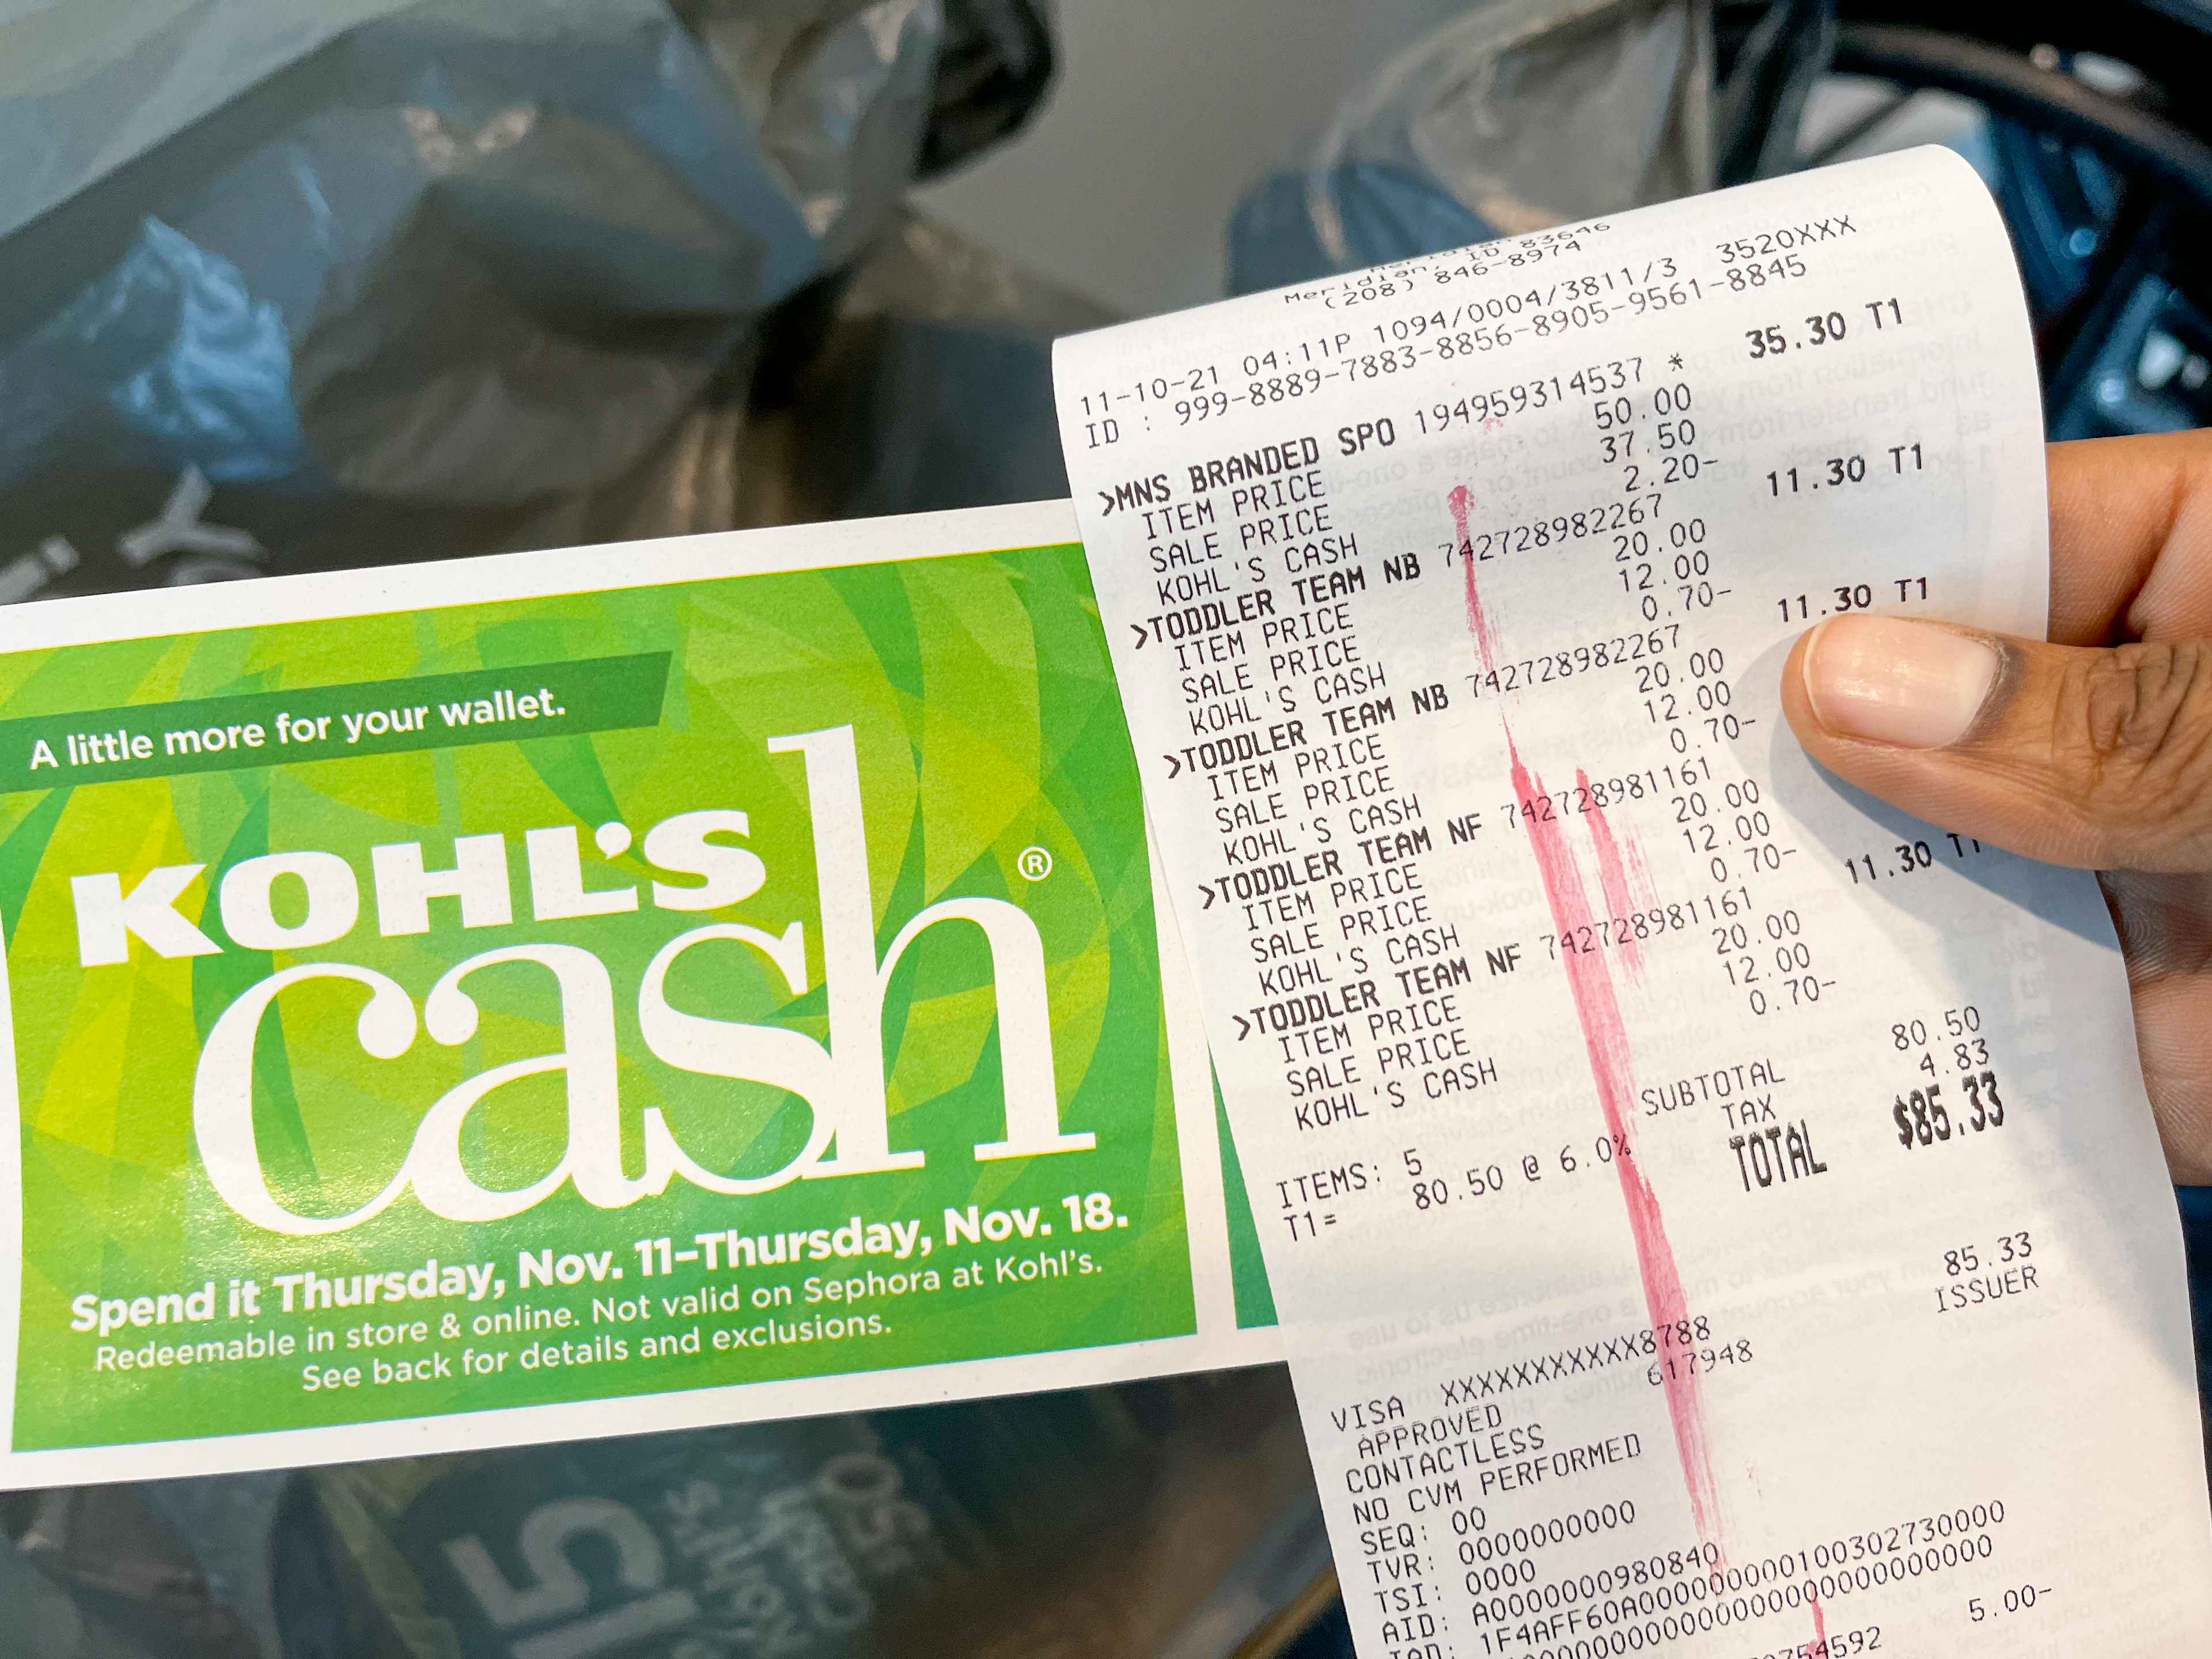 A little more for your wallet.
KOHL'S
cash®
Spend it Thursday, Nov. 11–Thursday, Nov. 18.
Redeemable in store & online. Not valid on Sephora at Kohl's.
See back for details and exclusions.
Meridian, ID 83646
(208) 846-8974
11-10-21 04:11P 1094/0004/3811/3 3520XXX
ID : 999-8889-7883-8856-8905-9561-8845
>MNS BRANDED SPO 194959314537 * 35.30 T1
ITEM PRICE 50.00
SALE PRICE 37.50
KOHL'S CASH 2.20-
>TODDLER TEAM NB 742728982267 11.30 T1
ITEM PRICE 20.00
SALE PRICE 12.00
KOHL'S CASH 0.70-
>TODDLER TEAM NB 742728982267 11.30 T1
ITEM PRICE 20.00
SALE PRICE 12.00
KOHL'S CASH 0.70-
>TODDLER TEAM NF 742728981161
ITEM PRICE 20.00
SALE PRICE 12.00
KOHL'S CASH 0.70-
>TODDLER TEAM NF 742728981161 11.30 T1
ITEM PRICE 20.00
SALE PRICE 12.00
KOHL'S CASH 0.70-
SUBTOTAL 80.50
TAX 4.83
TOTAL $85.33
ITEMS: 5
T1= 80.50 @ 6.0%
85.33
VISA XXXXXXXXXXXX8788 ISSUER
APPROVED 617948
CONTACTLESS
NO CVM PERFORMED
SEQ: 00
TVR: 0000000000
TSI: 0000
AID: A0000000980840
IAD: 1F4AFF60A0000000000100302730000
5.00-
15